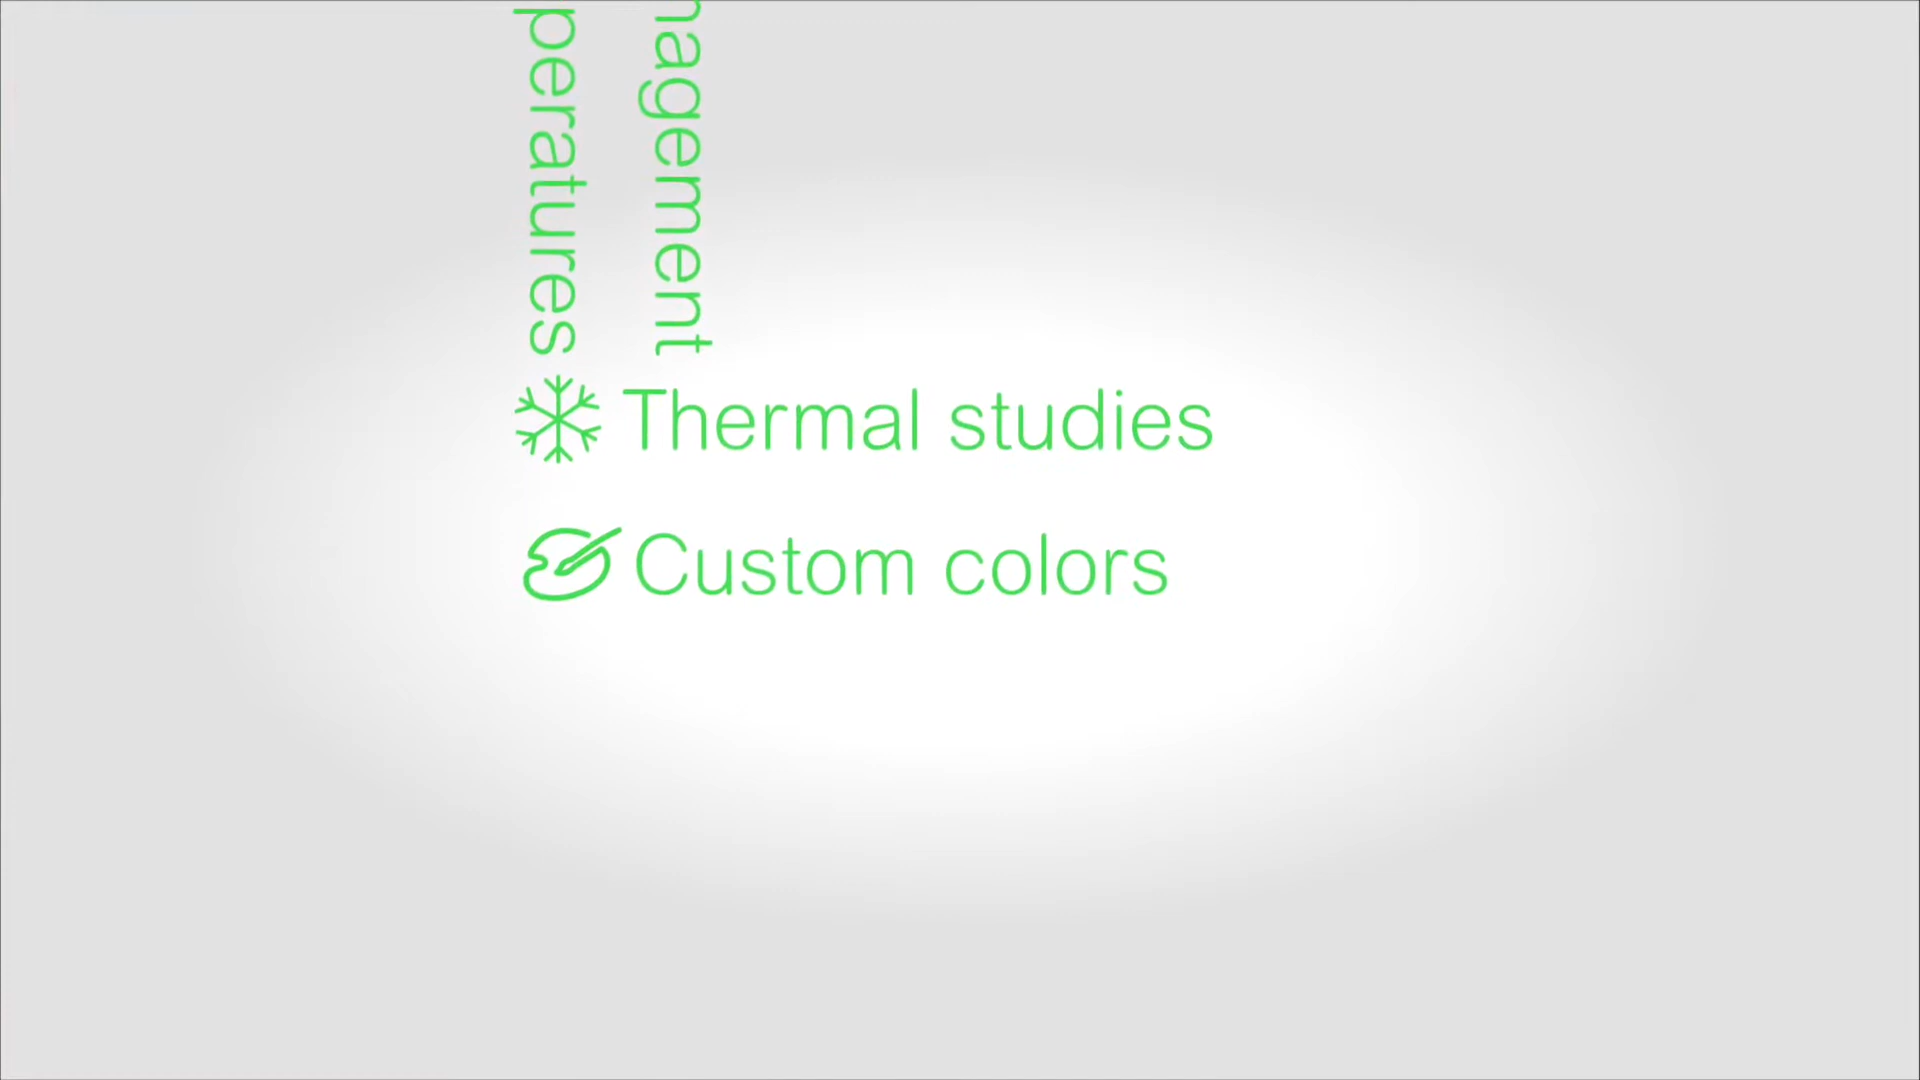 peratures
nagement
Thermal studies
Custom colors